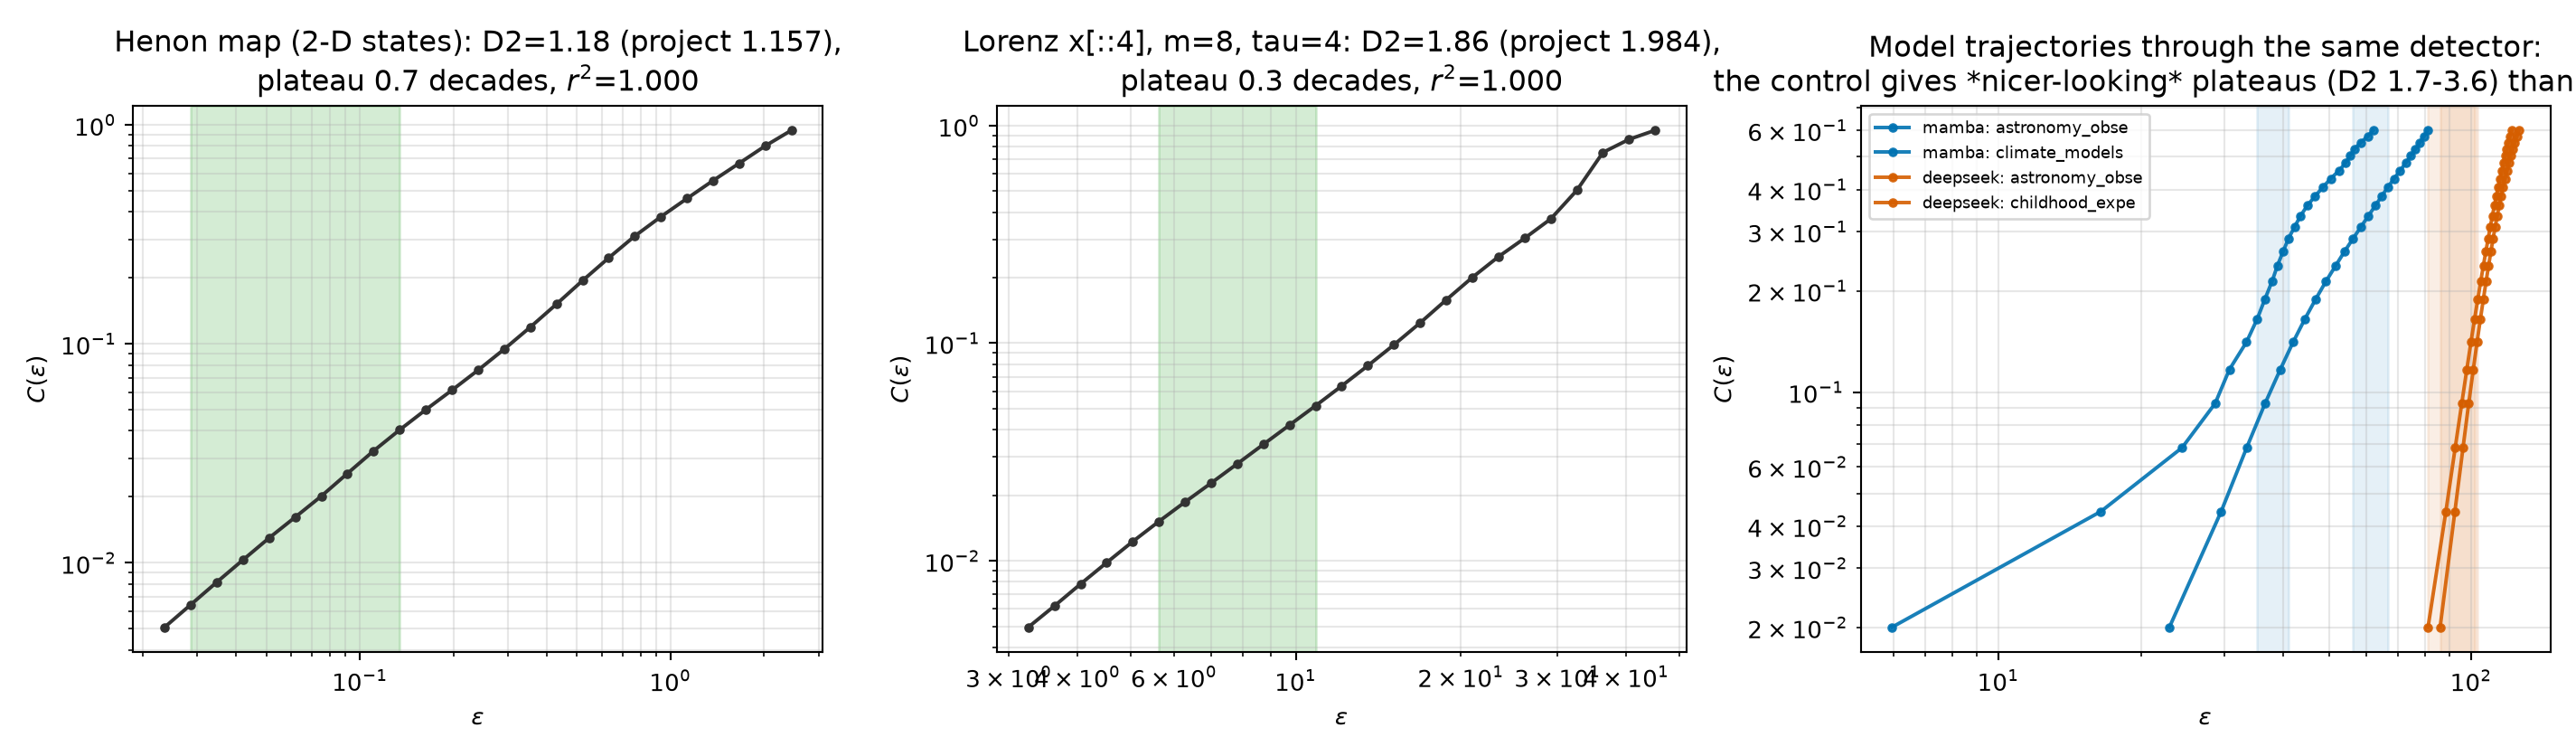 Henon map (2-D states): D2=1.18 (project 1.157),
plateau 0.7 decades, r²=1.000
C(ε)
10⁰
10⁻¹
10⁻²
10⁻¹ 10⁰
ε
Lorenz x[::4], m=8, tau=4: D2=1.86 (project 1.984),
plateau 0.3 decades, r²=1.000
C(ε)
10⁰
10⁻¹
10⁻²
3 × 10⁰ 4 × 10⁰ 6 × 10⁰ 10¹ 2 × 10¹ 3 × 10¹ 4 × 10¹
ε
Model trajectories through the same detector:
the control gives *nicer-looking* plateaus (D2 1.7-3.6) than
C(ε)
6 × 10⁻¹
4 × 10⁻¹
3 × 10⁻¹
2 × 10⁻¹
10⁻¹
6 × 10⁻²
4 × 10⁻²
3 × 10⁻²
2 × 10⁻²
mamba: astronomy_obse
mamba: climate_models
deepseek: astronomy_obse
deepseek: childhood_expe
10¹ 10²
ε